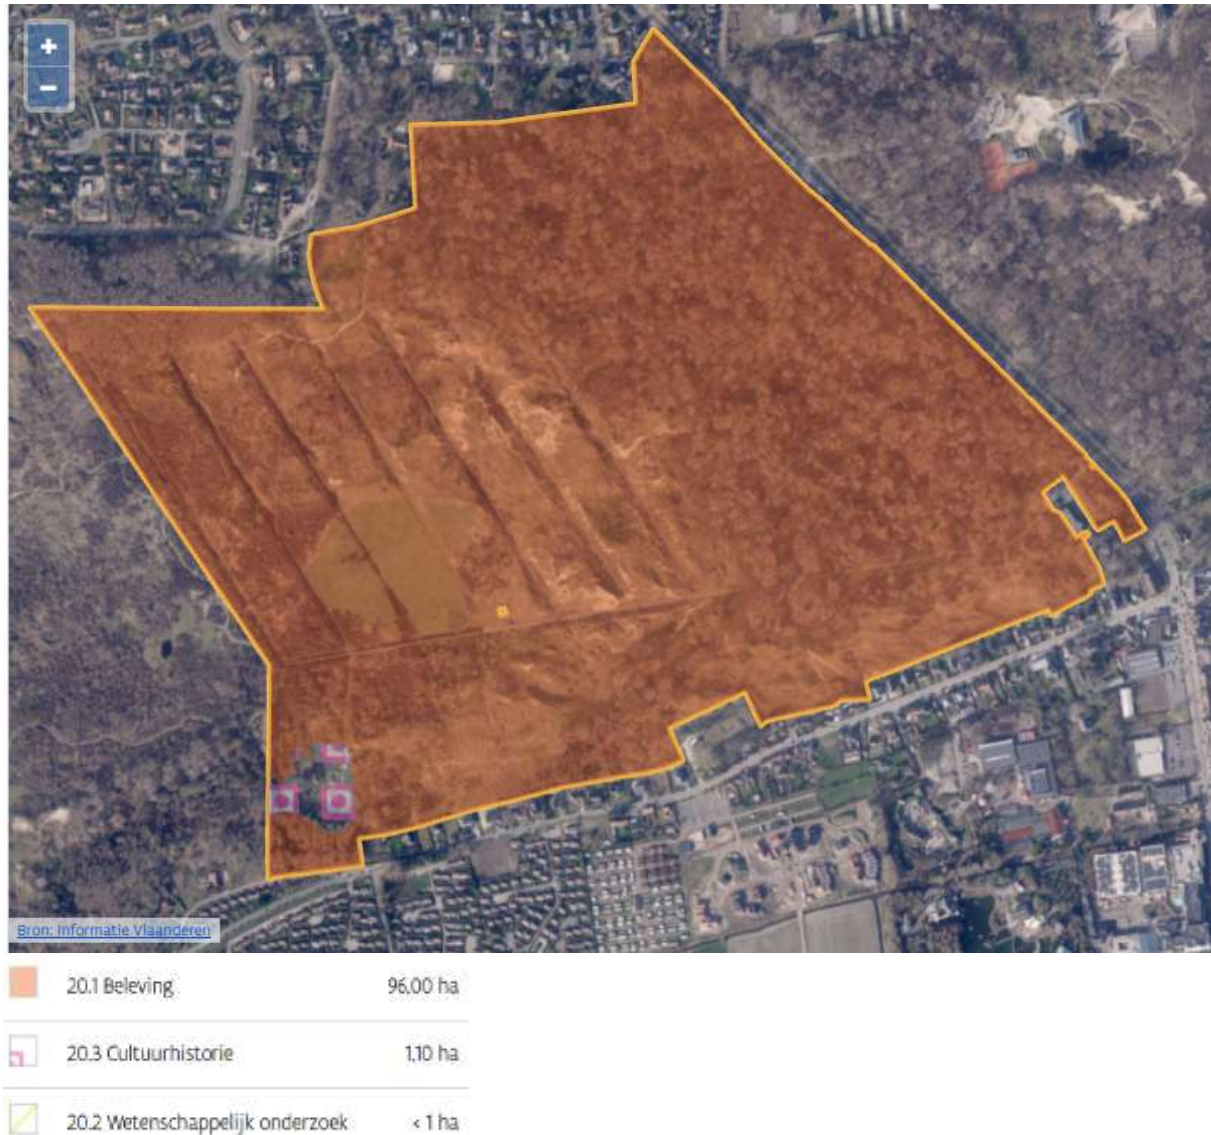 +
–
Bron: Informatie Vlaanderen
20.1 Beleving 96,00 ha
20.3 Cultuurhistorie 1,10 ha
20.2 Wetenschappelijk onderzoek < 1 ha